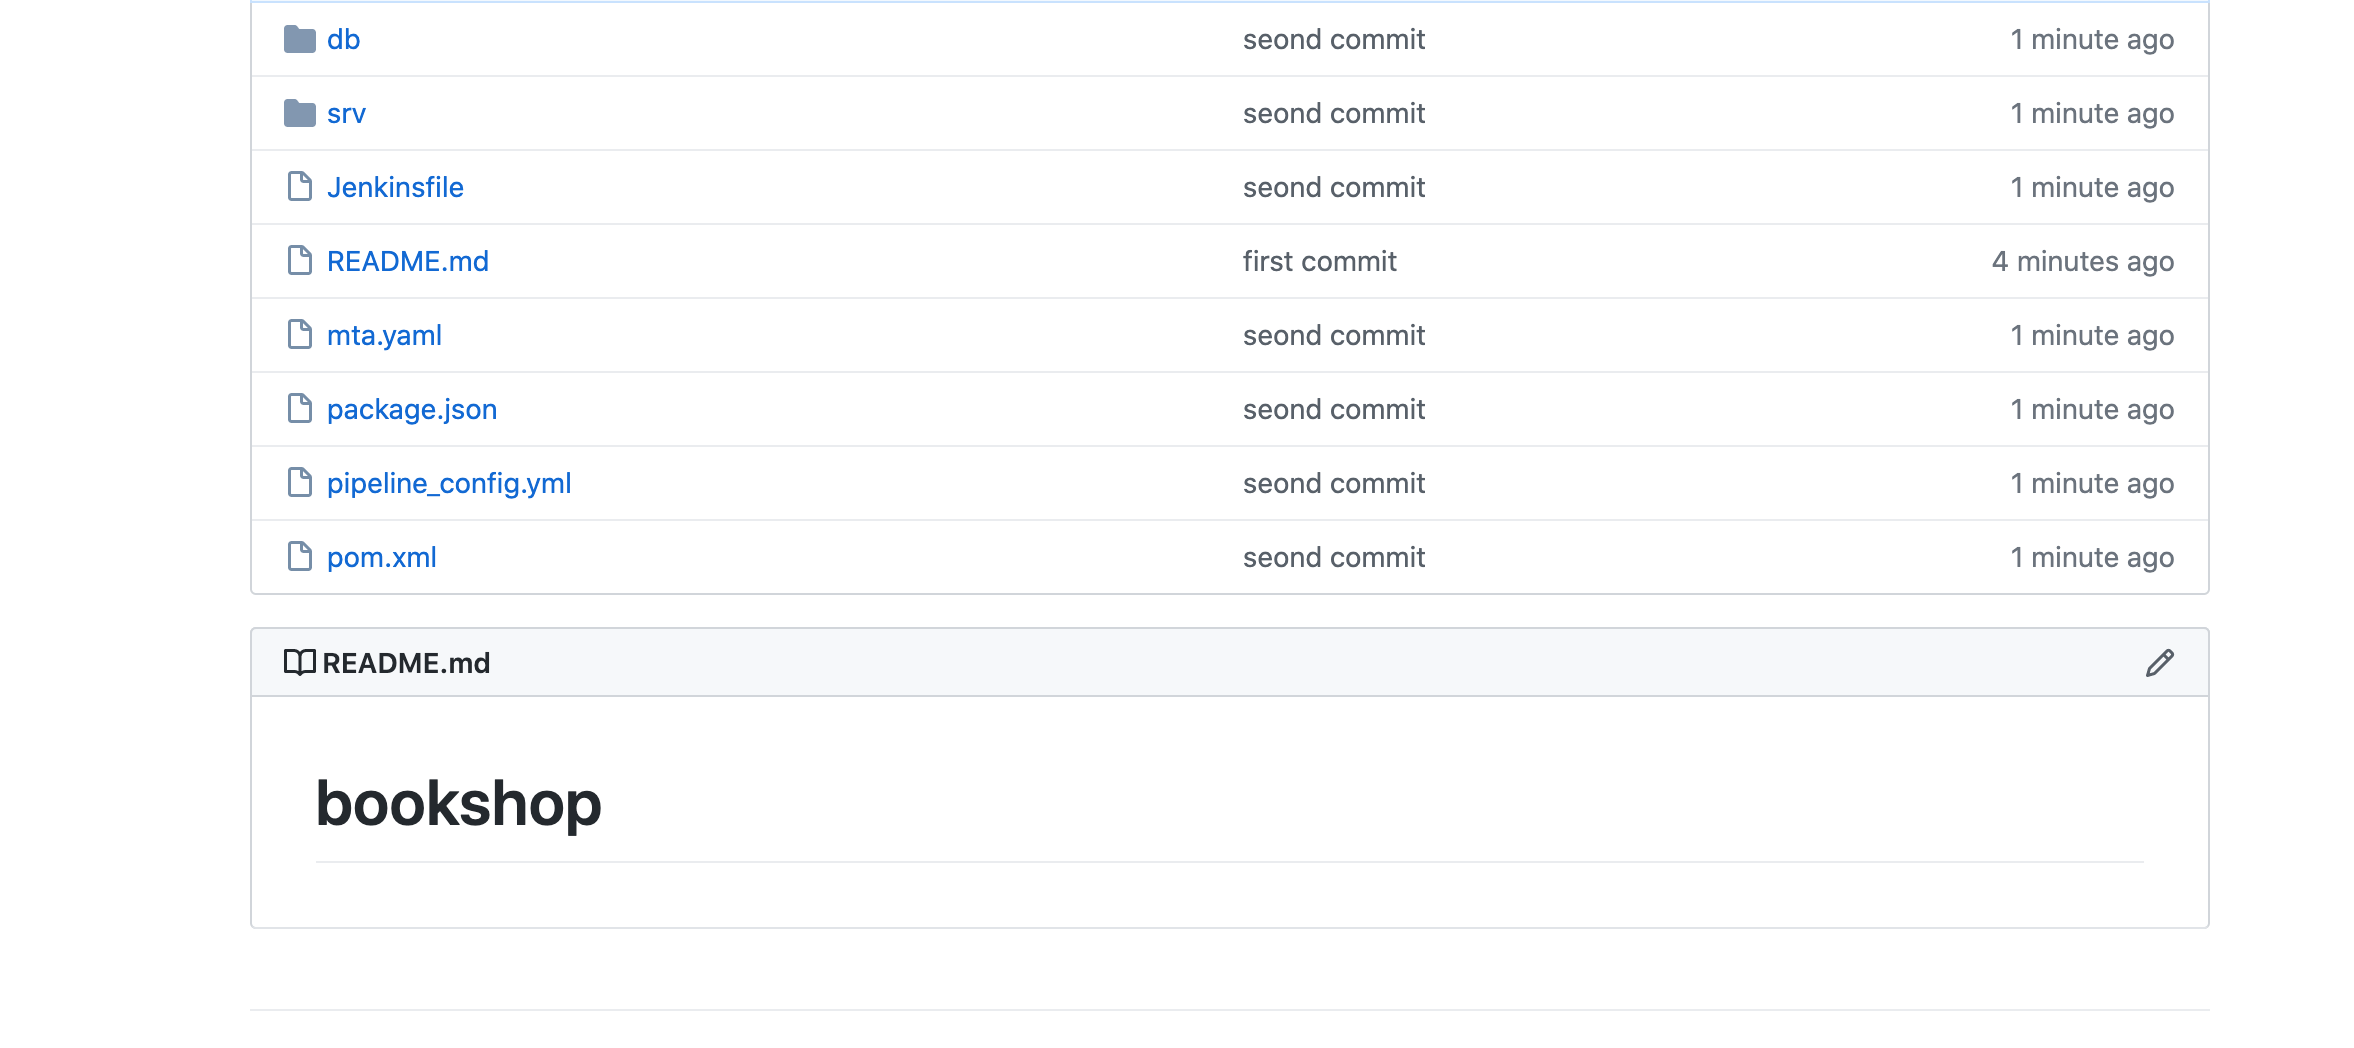 db seond commit 1 minute ago
srv seond commit 1 minute ago
Jenkinsfile seond commit 1 minute ago
README.md first commit 4 minutes ago
mta.yaml seond commit 1 minute ago
package.json seond commit 1 minute ago
pipeline_config.yml seond commit 1 minute ago
pom.xml seond commit 1 minute ago
README.md
bookshop